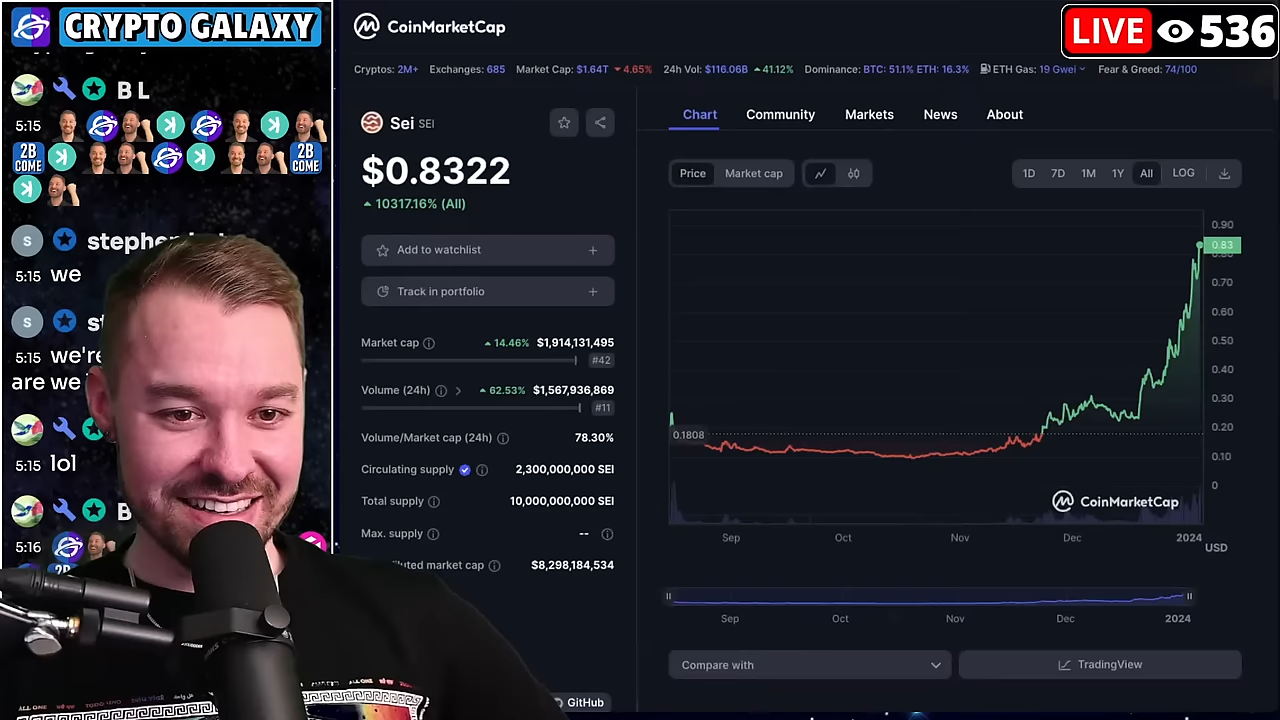 CRYPTO GALAXY
LIVE 536
CoinMarketCap
Cryptos: 2M+ Exchanges: 685 Market Cap: $1.64T 4.65% 24h Vol: $116.06B 41.12% Dominance: BTC: 51.1% ETH: 16.3% ETH Gas: 19 Gwei Fear & Greed: 74/100
B L
5:15
2B
COME
2B
COME
5:15 we
5:15 we're
are we
5:15 lol
B
5:16
Sei SEI
$0.8322
10317.16% (All)
Add to watchlist
Track in portfolio
Market cap 14.46% $1,914,131,495
#42
Volume (24h) 62.53% $1,567,936,869
#11
Volume/Market cap (24h) 78.30%
Circulating supply 2,300,000,000 SEI
Total supply 10,000,000,000 SEI
Max. supply --
market cap $8,298,184,534
GitHub
Chart Community Markets News About
Price Market cap 1D 7D 1M 1Y All LOG
0.90
0.83
0.80
0.70
0.60
0.50
0.40
0.30
0.20
0.1808
0.10
0
CoinMarketCap
Sep Oct Nov Dec 2024
USD
Sep Oct Nov Dec 2024
Compare with TradingView
ALL ONE